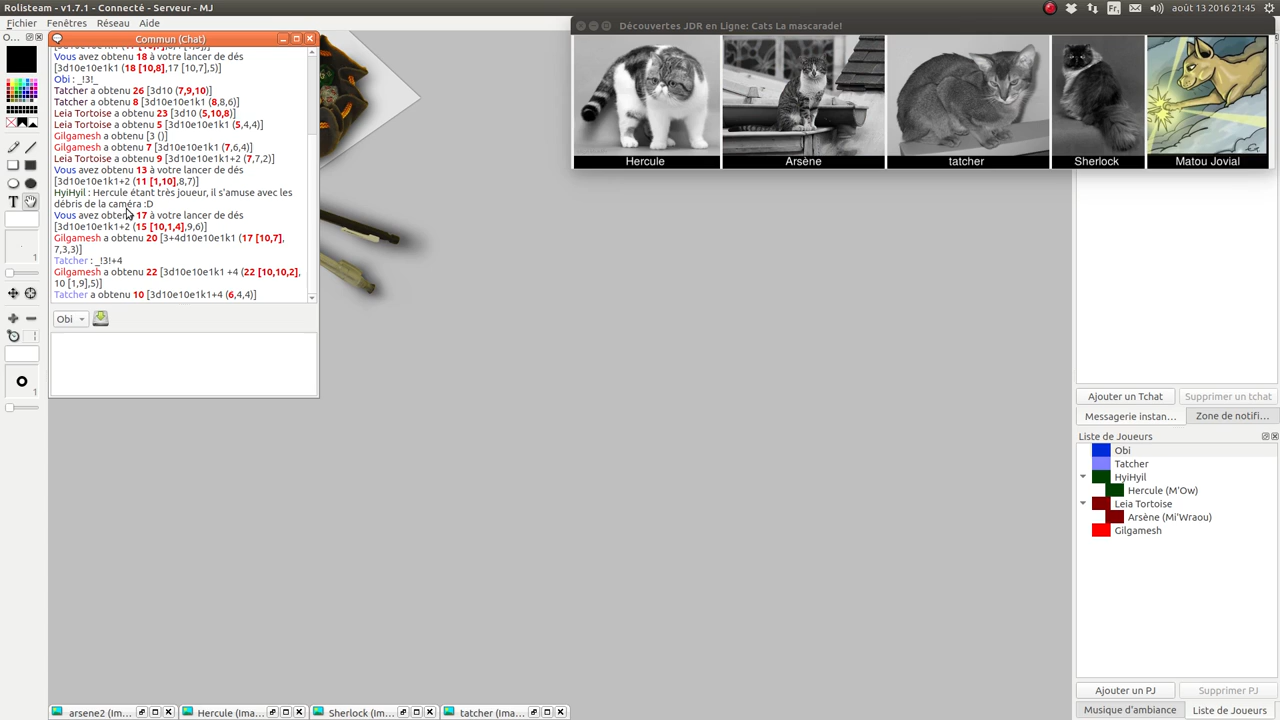 Rolisteam - v1.7.1 - Connecté - Serveur - MJ
Fr
août 13 2016 21:45
Fichier Fenêtres Réseau Aide
Commun (Chat)
Découvertes JDR en Ligne: Cats La mascarade!
Vous avez obtenu 18 à votre lancer de dés
[3d10e10e1k1 (18 [10,8],17 [10,7],5)]
Obi : _!3!_
Tatcher a obtenu 26 [3d10 (7,9,10)]
Tatcher a obtenu 8 [3d10e10e1k1 (8,8,6)]
Leia Tortoise a obtenu 23 [3d10 (5,10,8)]
Leia Tortoise a obtenu 5 [3d10e10e1k1 (5,4,4)]
Gilgamesh a obtenu [3 ()]
Gilgamesh a obtenu 7 [3d10e10e1k1 (7,6,4)]
Leia Tortoise a obtenu 9 [3d10e10e1k1+2 (7,7,2)]
Vous avez obtenu 13 à votre lancer de dés
[3d10e10e1k1+2 (11 [1,10],8,7)]
HyiHyil : Hercule étant très joueur, il s'amuse avec les
débris de la caméra :D
Vous avez obtenu 17 à votre lancer de dés
[3d10e10e1k1+2 (15 [10,1,4],9,6)]
Gilgamesh a obtenu 20 [3+4d10e10e1k1 (17 [10,7],
7,3,3)]
Tatcher : _!3!+4
Gilgamesh a obtenu 22 [3d10e10e1k1 +4 (22 [10,10,2],
10 [1,9],5)]
Tatcher a obtenu 10 [3d10e10e1k1+4 (6,4,4)]
Obi
Hercule
Arsène
tatcher
Sherlock
Matou Jovial
O...
T
1
1
1
Ajouter un Tchat Supprimer un tchat
Messagerie instan... Zone de notifi...
Liste de Joueurs
Obi
Tatcher
HyiHyil
Hercule (M'Ow)
Leia Tortoise
Arsène (Mi'Wraou)
Gilgamesh
Ajouter un PJ Supprimer PJ
Musique d'ambiance Liste de Joueurs
arsene2 (Im... Hercule (Ima... Sherlock (Im... tatcher (Ima...